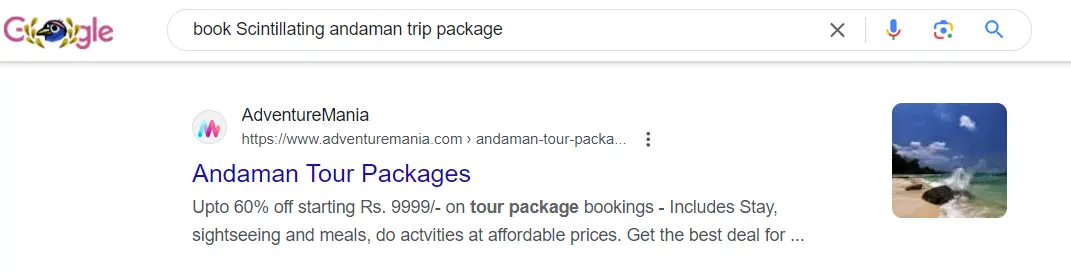 Google
book Scintillating andaman trip package
AdventureMania
https://www.adventuremania.com › andaman-tour-packa...
Andaman Tour Packages
Upto 60% off starting Rs. 9999/- on tour package bookings - Includes Stay,
sightseeing and meals, do actvities at affordable prices. Get the best deal for ...